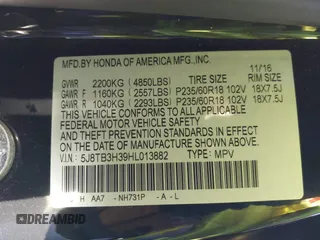 MFD.BY HONDA OF AMERICA MFG.,INC.
11/16
GVWR 2200KG (4850LBS) TIRE SIZE RIM SIZE
GAWR F 1160KG (2557LBS) P235/60R18 102V 18X7.5J
GAWR R 1040KG (2293LBS) P235/60R18 102V 18X7.5J
THIS VEHICLE CONFORMS TO ALL APPLICABLE
FEDERAL MOTOR VEHICLE SAFETY AND THEFT
PREVENTION STANDARDS IN EFFECT ON THE
DATE OF MANUFACTURE SHOWN ABOVE.
V.I.N.: 5J8TB3H39HL013882 TYPE: MPV
H AA7 - NH731P - A - L
DREAMBID